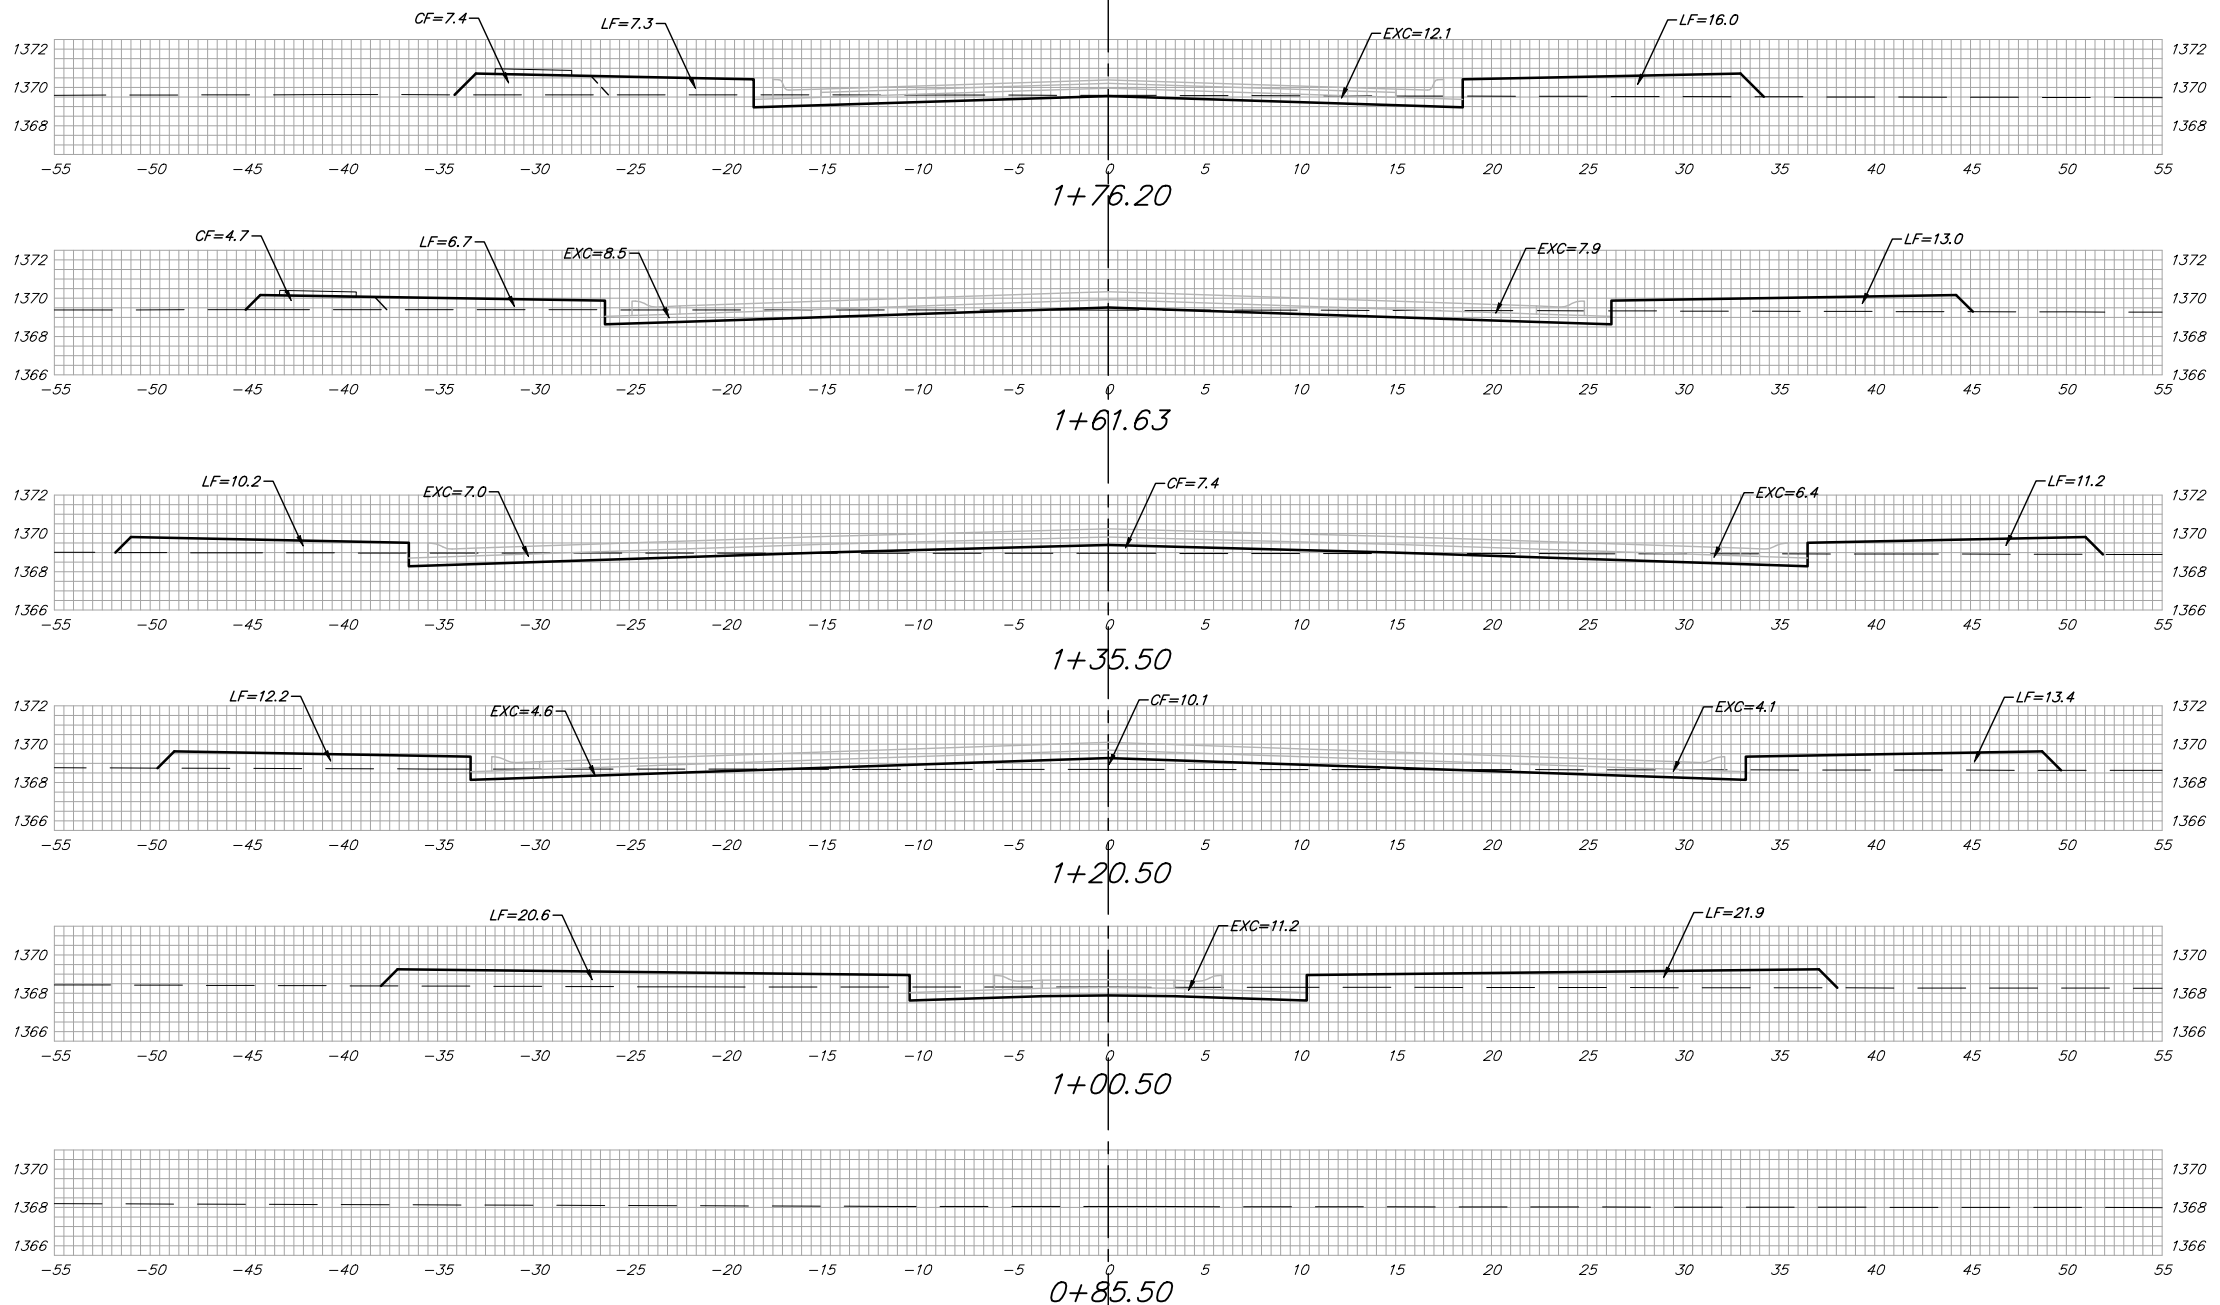 CF=7.4 LF=7.3 EXC=12.1 LF=16.0
1372 1372
1370 1370
1368 1368
-55 -50 -45 -40 -35 -30 -25 -20 -15 -10 -5 0 5 10 15 20 25 30 35 40 45 50 55
1+76.20
CF=4.7 LF=6.7 EXC=8.5 EXC=7.9 LF=13.0
1372 1372
1370 1370
1368 1368
1366 1366
-55 -50 -45 -40 -35 -30 -25 -20 -15 -10 -5 0 5 10 15 20 25 30 35 40 45 50 55
1+61.63
LF=10.2 EXC=7.0 CF=7.4 EXC=6.4 LF=11.2
1372 1372
1370 1370
1368 1368
1366 1366
-55 -50 -45 -40 -35 -30 -25 -20 -15 -10 -5 0 5 10 15 20 25 30 35 40 45 50 55
1+35.50
LF=12.2 EXC=4.6 CF=10.1 EXC=4.1 LF=13.4
1372 1372
1370 1370
1368 1368
1366 1366
-55 -50 -45 -40 -35 -30 -25 -20 -15 -10 -5 0 5 10 15 20 25 30 35 40 45 50 55
1+20.50
LF=20.6 EXC=11.2 LF=21.9
1370 1370
1368 1368
1366 1366
-55 -50 -45 -40 -35 -30 -25 -20 -15 -10 -5 0 5 10 15 20 25 30 35 40 45 50 55
1+00.50
1370 1370
1368 1368
1366 1366
-55 -50 -45 -40 -35 -30 -25 -20 -15 -10 -5 0 5 10 15 20 25 30 35 40 45 50 55
0+85.50